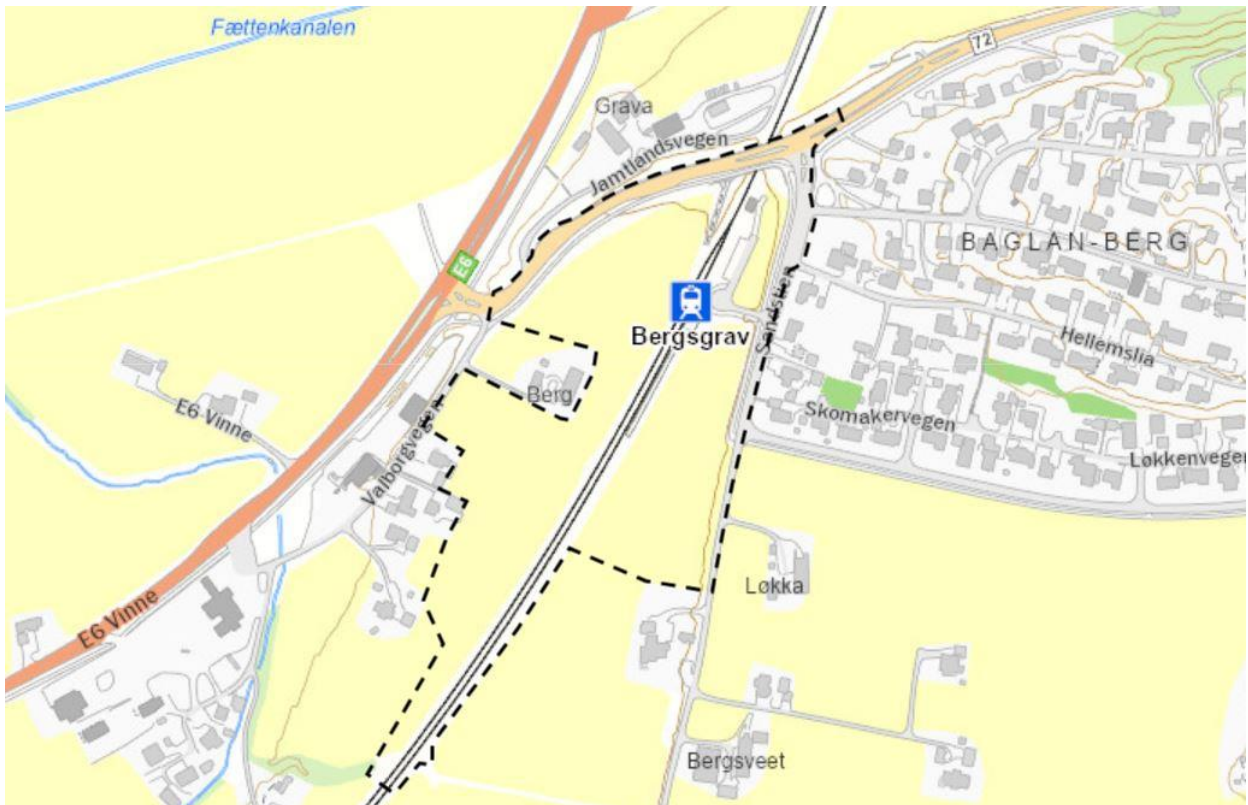 Fættenkanalen
72
Grava
Jamtlandsvegen
BAGLAN-BERG
E6
Bergsgrav
Sandslien
Hellemslia
Berg
E6 Vinne
Skomakervegen
Valborgvegen
Løkkenvegen
Løkka
E6 Vinne
Bergsveet